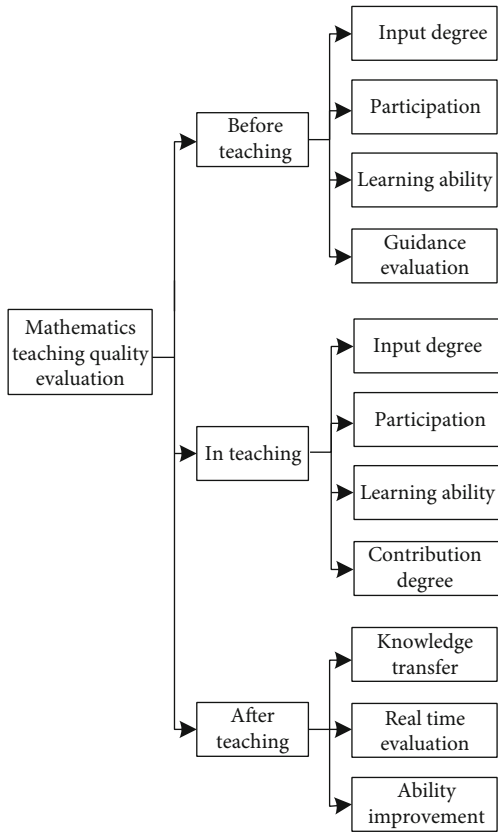 Mathematics
teaching quality
evaluation
Before
teaching
Input degree
Participation
Learning ability
Guidance
evaluation
In teaching
Input degree
Participation
Learning ability
Contribution
degree
After
teaching
Knowledge
transfer
Real time
evaluation
Ability
improvement